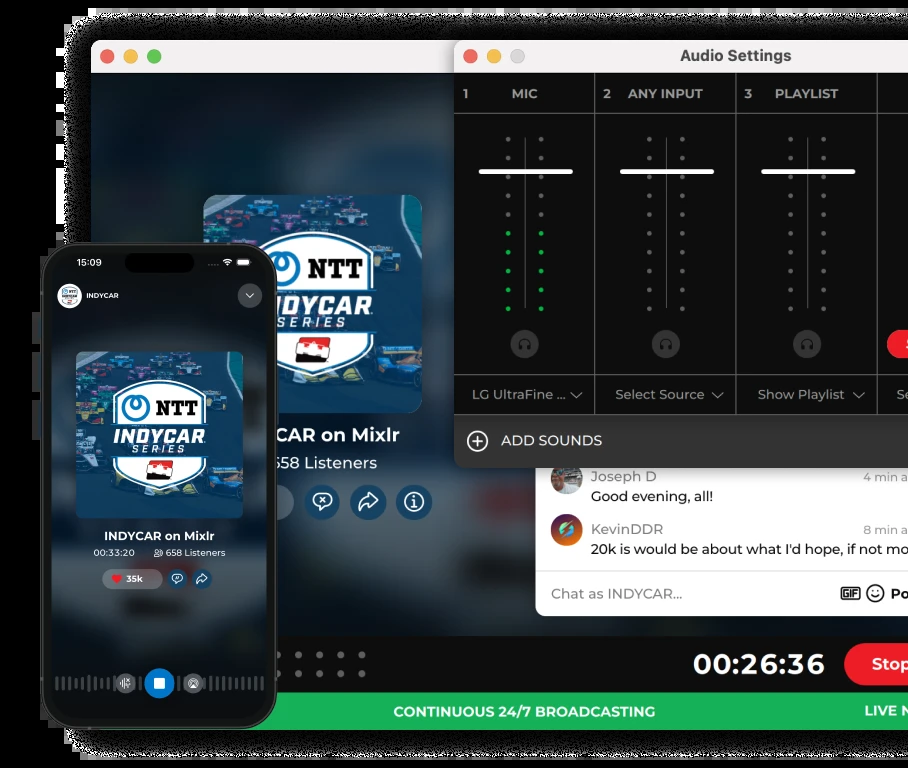 Audio Settings
1 MIC
2 ANY INPUT
3 PLAYLIST
LG UltraFine ...
Select Source
Show Playlist
ADD SOUNDS
NTT
INDYCAR
SERIES
CAR on Mixlr
658 Listeners
Joseph D
4 min a
Good evening, all!
KevinDDR
8 min a
20k is would be about what I'd hope, if not mo
Chat as INDYCAR...
GIF
Po
00:26:36
Stop
CONTINUOUS 24/7 BROADCASTING
LIVE N
15:09
NTT
INDYCAR
INDYCAR
NTT
INDYCAR
SERIES
INDYCAR on Mixlr
00:33:20
658 Listeners
35k